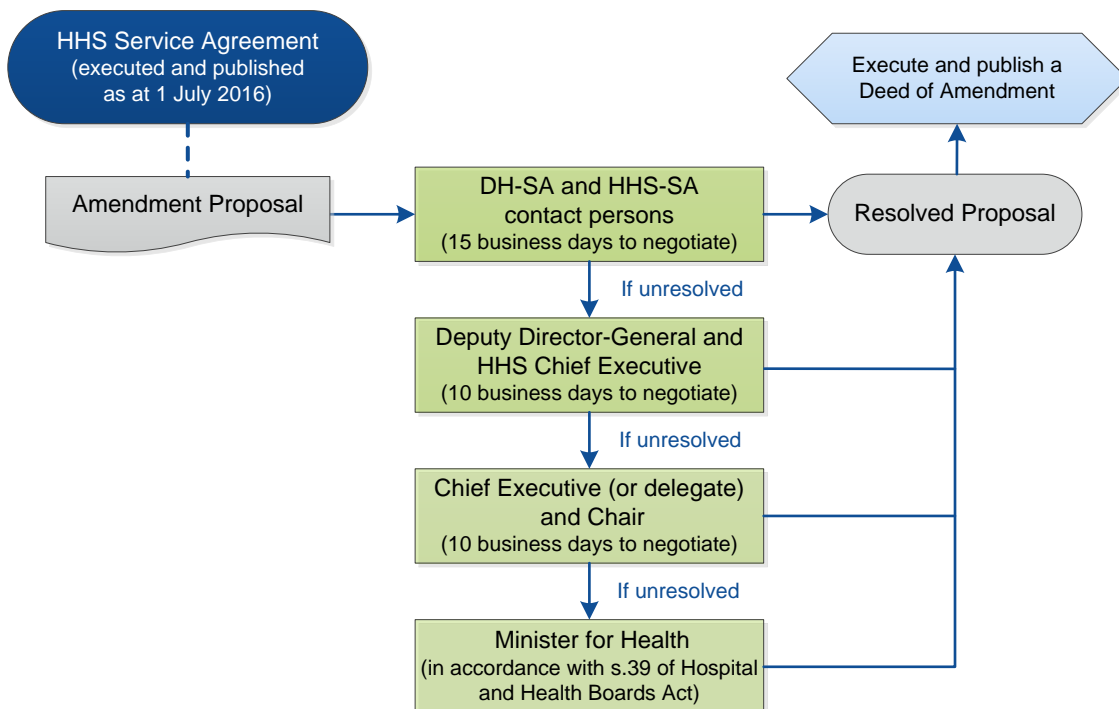 HHS Service Agreement
(executed and published
as at 1 July 2016)
Execute and publish a
Deed of Amendment
Amendment Proposal
DH-SA and HHS-SA
contact persons
(15 business days to negotiate)
Resolved Proposal
If unresolved
Deputy Director-General and
HHS Chief Executive
(10 business days to negotiate)
If unresolved
Chief Executive (or delegate)
and Chair
(10 business days to negotiate)
If unresolved
Minister for Health
(in accordance with s.39 of Hospital
and Health Boards Act)